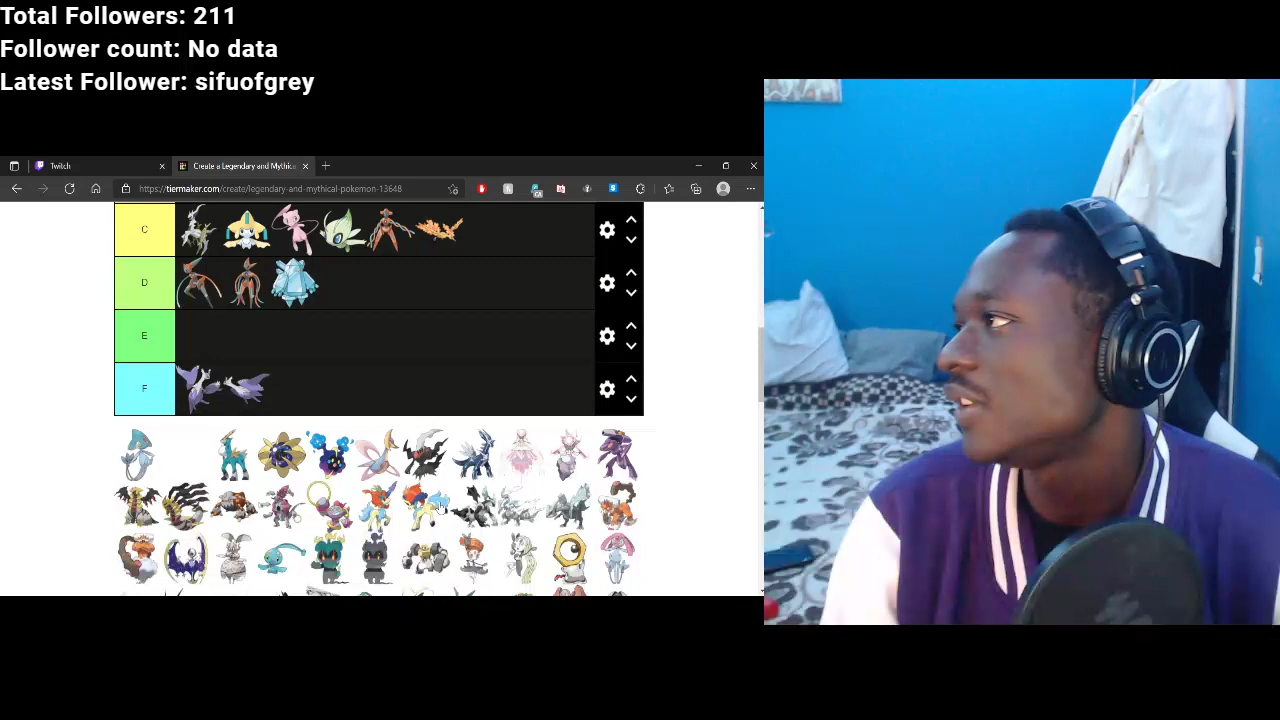 Total Followers: 211
Follower count: No data
Latest Follower: sifuofgrey
Twitch
Create a Legendary and Mythica
https://tiermaker.com/create/legendary-and-mythical-pokemon-13648
C
D
E
F